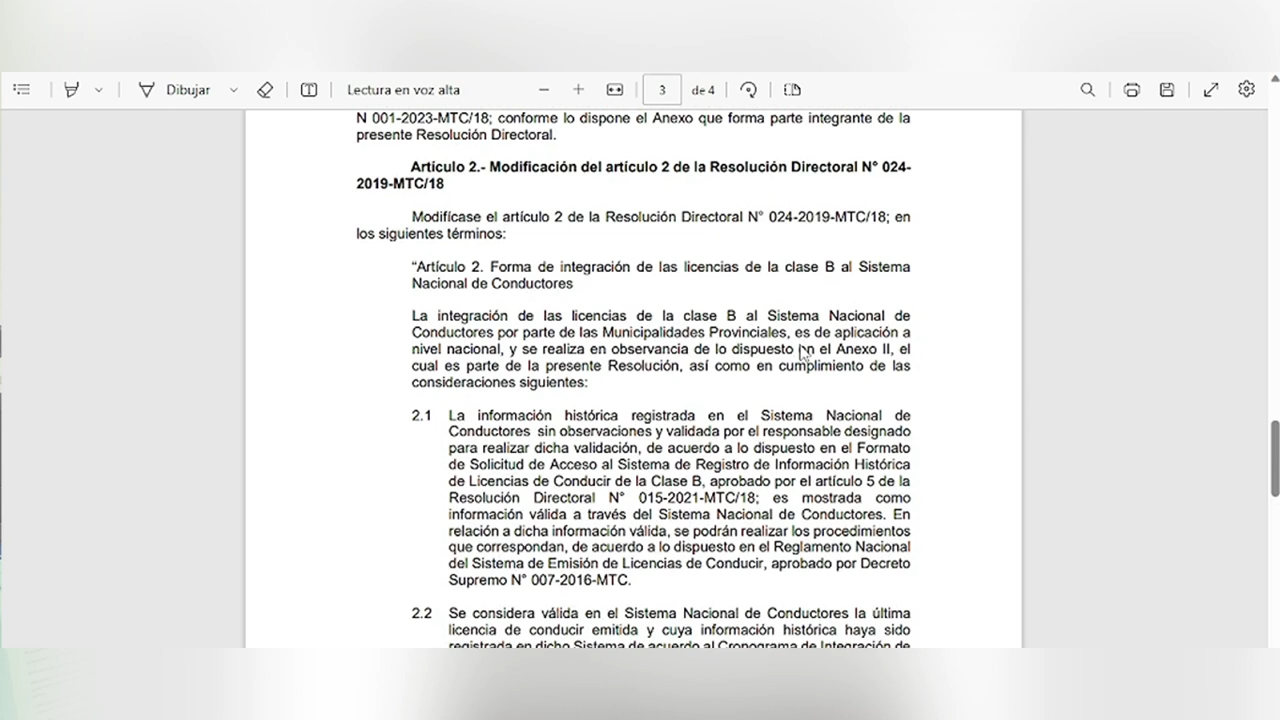 Dibujar
Lectura en voz alta
3
de 4
N 001-2023-MTC/18; conforme lo dispone el Anexo que forma parte integrante de la
presente Resolución Directoral.
Artículo 2.- Modificación del artículo 2 de la Resolución Directoral N° 024-
2019-MTC/18
Modifícase el artículo 2 de la Resolución Directoral N° 024-2019-MTC/18; en
los siguientes términos:
“Artículo 2. Forma de integración de las licencias de la clase B al Sistema
Nacional de Conductores
La integración de las licencias de la clase B al Sistema Nacional de
Conductores por parte de las Municipalidades Provinciales, es de aplicación a
nivel nacional, y se realiza en observancia de lo dispuesto en el Anexo II, el
cual es parte de la presente Resolución, así como en cumplimiento de las
consideraciones siguientes:
2.1 La información histórica registrada en el Sistema Nacional de
Conductores sin observaciones y validada por el responsable designado
para realizar dicha validación, de acuerdo a lo dispuesto en el Formato
de Solicitud de Acceso al Sistema de Registro de Información Histórica
de Licencias de Conducir de la Clase B, aprobado por el artículo 5 de la
Resolución Directoral N° 015-2021-MTC/18; es mostrada como
información válida a través del Sistema Nacional de Conductores. En
relación a dicha información válida, se podrán realizar los procedimientos
que correspondan, de acuerdo a lo dispuesto en el Reglamento Nacional
del Sistema de Emisión de Licencias de Conducir, aprobado por Decreto
Supremo N° 007-2016-MTC.
2.2 Se considera válida en el Sistema Nacional de Conductores la última
licencia de conducir emitida y cuya información histórica haya sido
registrada en dicho Sistema de acuerdo al Cronograma de Integración de